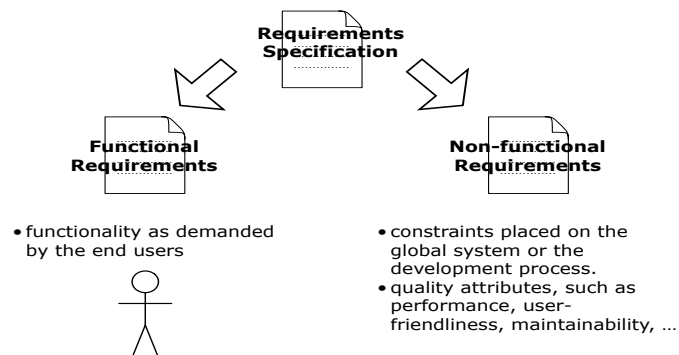 Requirements
Specification
Functional
Requirements
Non-functional
Requirements
• functionality as demanded
by the end users
• constraints placed on the
global system or the
development process.
• quality attributes, such as
performance, user-
friendliness, maintainability, …